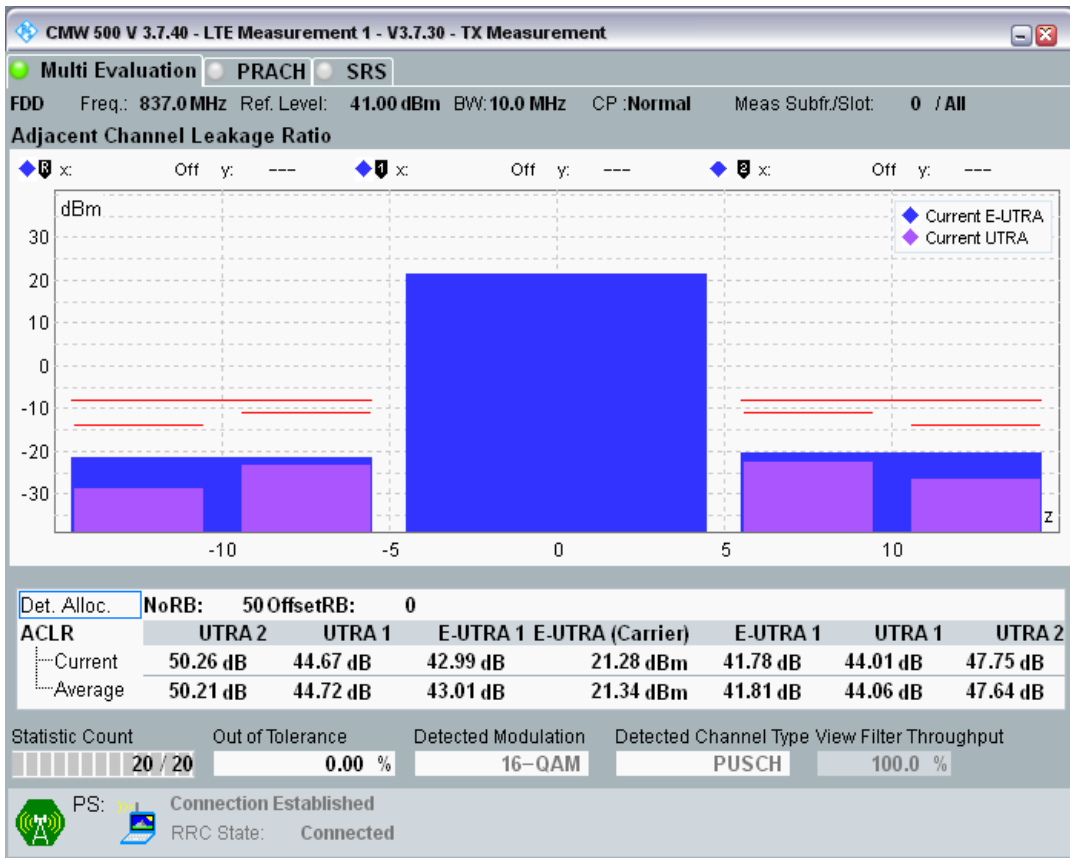 CMW 500 V 3.7.40 - LTE Measurement 1 - V3.7.30 - TX Measurement
Multi Evaluation PRACH SRS
FDD Freq.: 837.0 MHz Ref. Level: 41.00 dBm BW: 10.0 MHz CP :Normal Meas Subfr./Slot: 0 / All
Adjacent Channel Leakage Ratio
R x: Off y: --- 1 x: Off y: --- 2 x: Off y: ---
dBm
Current E-UTRA
Current UTRA
30
20
10
0
-10
-20
-30
z
-10 -5 0 5 10
Det. Alloc. NoRB: 50 OffsetRB: 0
ACLR UTRA 2 UTRA 1 E-UTRA 1 E-UTRA (Carrier) E-UTRA 1 UTRA 1 UTRA 2
Current 50.26 dB 44.67 dB 42.99 dB 21.28 dBm 41.78 dB 44.01 dB 47.75 dB
Average 50.21 dB 44.72 dB 43.01 dB 21.34 dBm 41.81 dB 44.06 dB 47.64 dB
Statistic Count Out of Tolerance Detected Modulation Detected Channel Type View Filter Throughput
20 / 20 0.00 % 16-QAM PUSCH 100.0 %
PS: Connection Established
RRC State: Connected